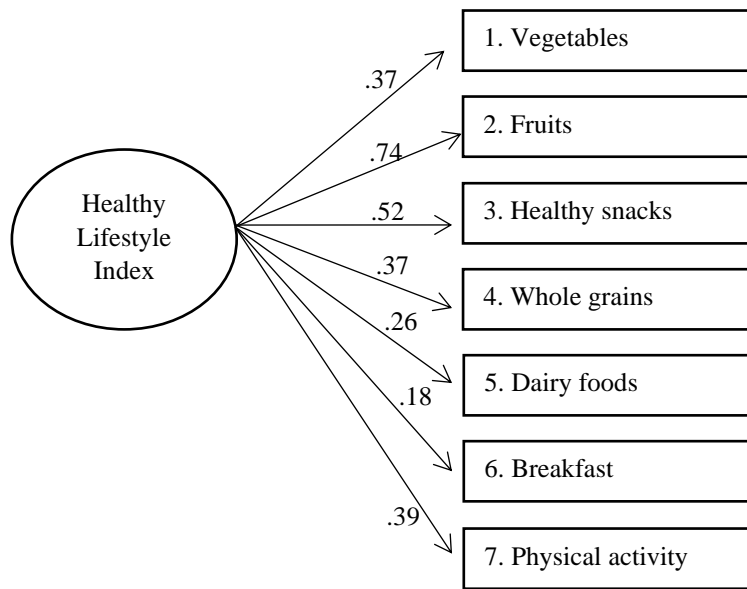 1. Vegetables
.37
2. Fruits
.74
Healthy
Lifestyle
Index
.52
3. Healthy snacks
.37
4. Whole grains
.26
5. Dairy foods
.18
6. Breakfast
.39
7. Physical activity